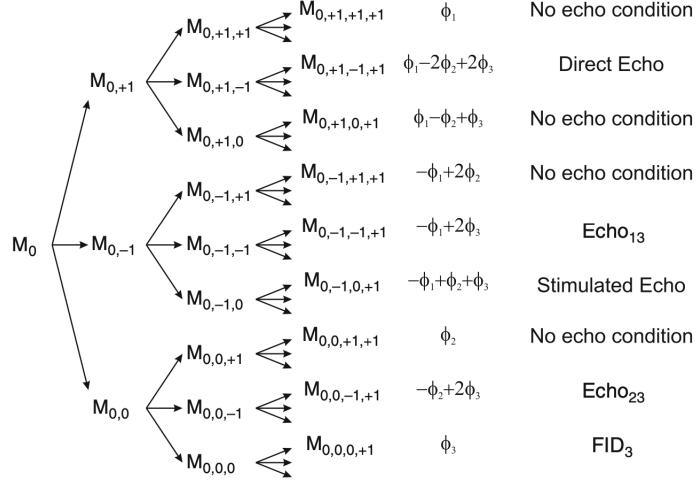 M₀,₊₁,₊₁,₊₁ ϕ₁ No echo condition
M₀,₊₁,₊₁
M₀,₊₁,₋₁,₊₁ ϕ₁−2ϕ₂+2ϕ₃ Direct Echo
M₀,₊₁ M₀,₊₁,₋₁
M₀,₊₁,₀,₊₁ ϕ₁−ϕ₂+ϕ₃ No echo condition
M₀,₊₁,₀
M₀,₋₁,₊₁,₊₁ −ϕ₁+2ϕ₂ No echo condition
M₀,₋₁,₊₁
M₀,₋₁,₋₁,₊₁ −ϕ₁+2ϕ₃ Echo₁₃
M₀ M₀,₋₁ M₀,₋₁,₋₁
M₀,₋₁,₀,₊₁ −ϕ₁+ϕ₂+ϕ₃ Stimulated Echo
M₀,₋₁,₀
M₀,₀,₊₁,₊₁ ϕ₂ No echo condition
M₀,₀,₊₁
M₀,₀,₋₁,₊₁ −ϕ₂+2ϕ₃ Echo₂₃
M₀,₀ M₀,₀,₋₁
M₀,₀,₀,₊₁ ϕ₃ FID₃
M₀,₀,₀